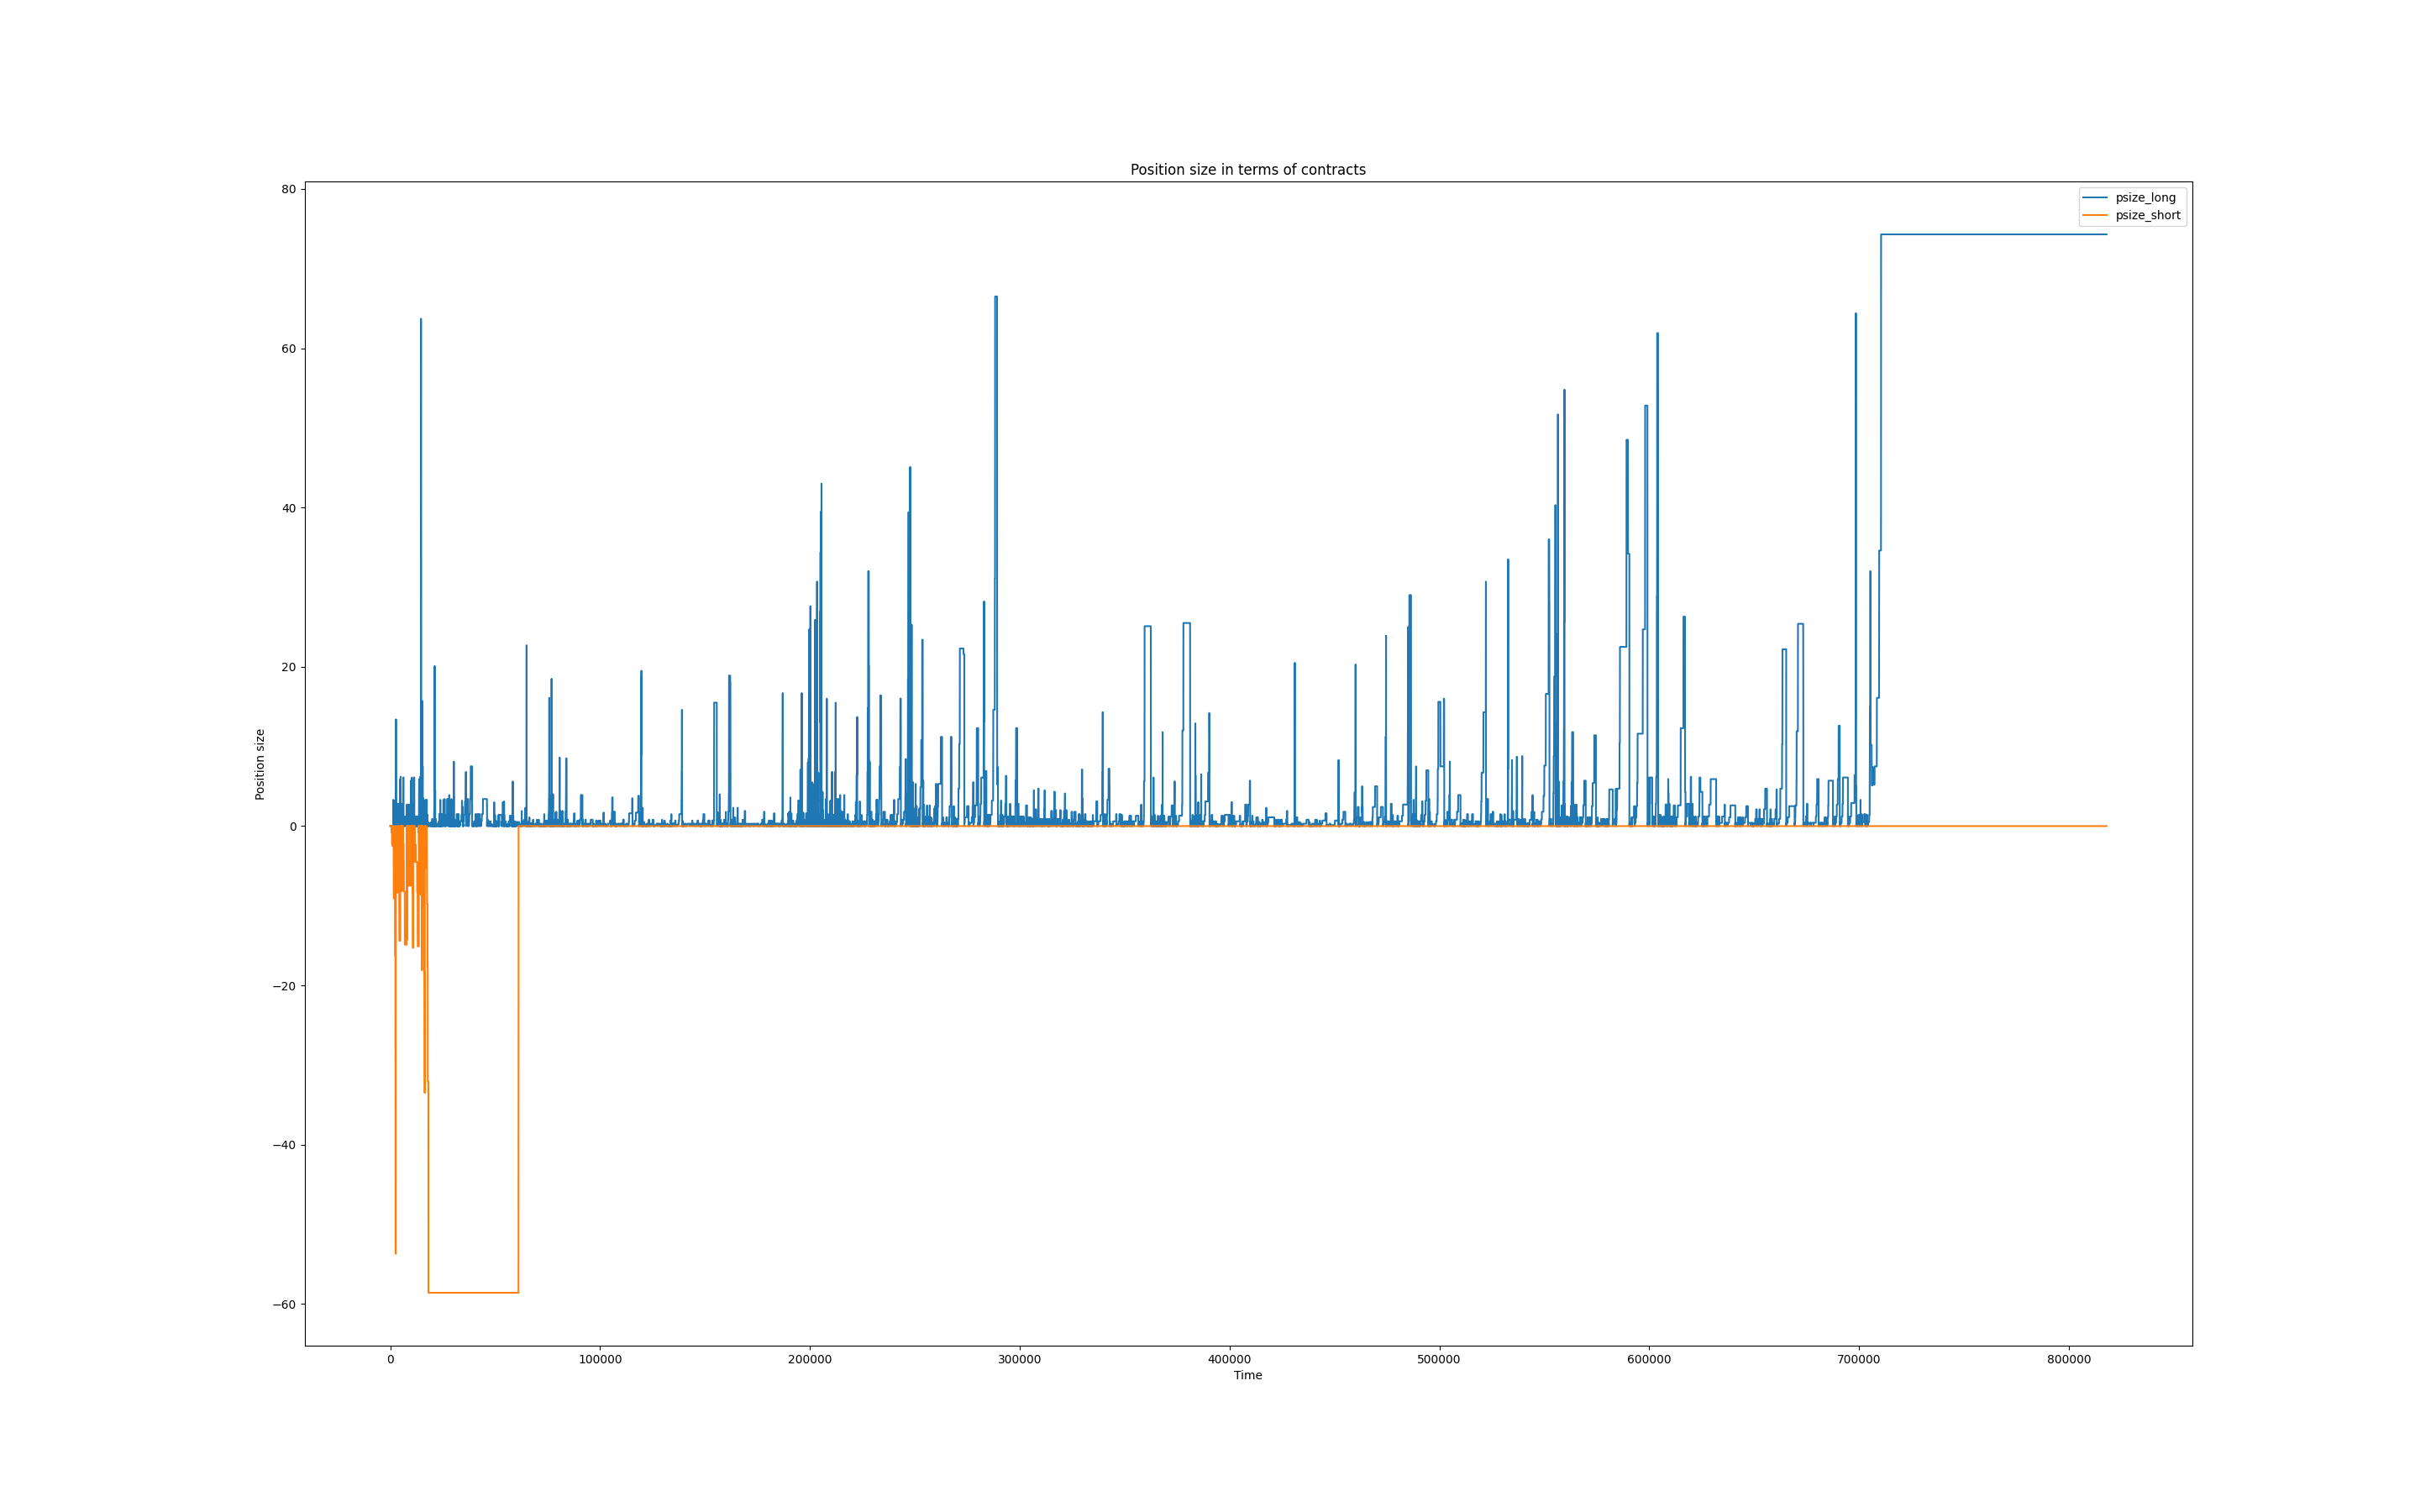 Position size in terms of contracts
psize_long
psize_short
80
60
40
20
0
−20
−40
−60
Position size
0 100000 200000 300000 400000 500000 600000 700000 800000
Time